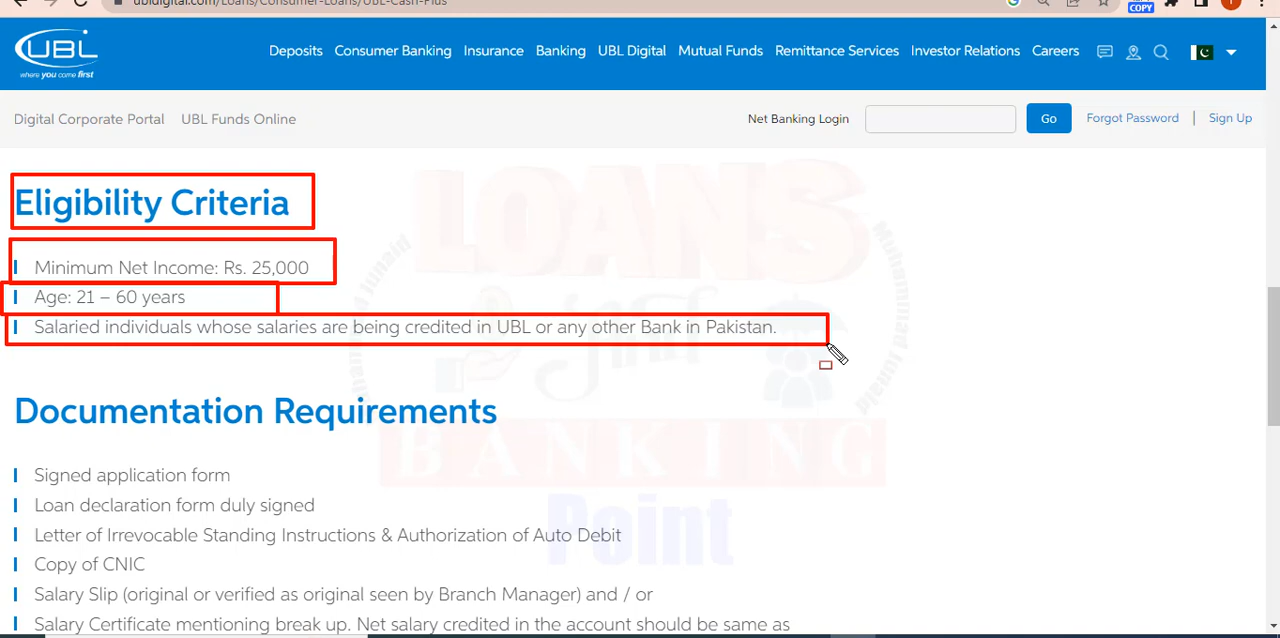 ubldigital.com/Loans/Consumer-Loans/UBL-Cash-Plus
COPY
UBL
where you come first
Deposits Consumer Banking Insurance Banking UBL Digital Mutual Funds Remittance Services Investor Relations Careers
Digital Corporate Portal UBL Funds Online Net Banking Login Go Forgot Password | Sign Up
Eligibility Criteria
Minimum Net Income: Rs. 25,000
Age: 21 – 60 years
Salaried individuals whose salaries are being credited in UBL or any other Bank in Pakistan.
Documentation Requirements
Signed application form
Loan declaration form duly signed
Letter of Irrevocable Standing Instructions & Authorization of Auto Debit
Copy of CNIC
Salary Slip (original or verified as original seen by Branch Manager) and / or
Salary Certificate mentioning break up. Net salary credited in the account should be same as
LOANS
Muhammad Junaid
BANKING
Point